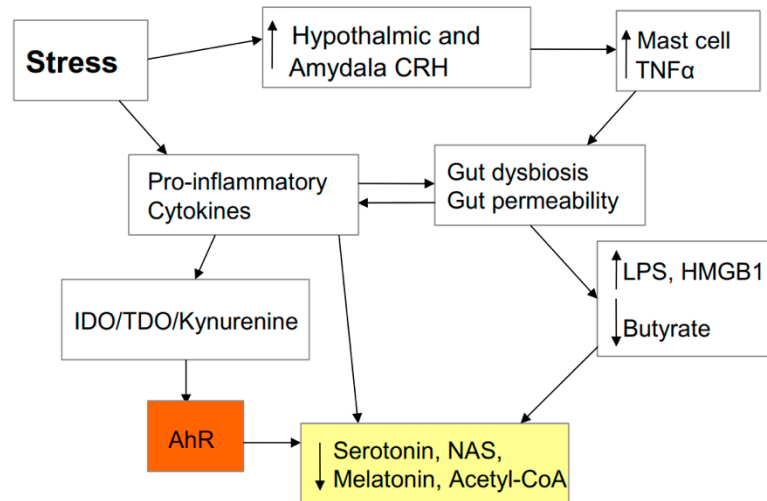 Stress
Hypothalmic and
Amydala CRH
Mast cell
TNFα
Pro-inflammatory
Cytokines
Gut dysbiosis
Gut permeability
LPS, HMGB1
Butyrate
IDO/TDO/Kynurenine
AhR
Serotonin, NAS,
Melatonin, Acetyl-CoA